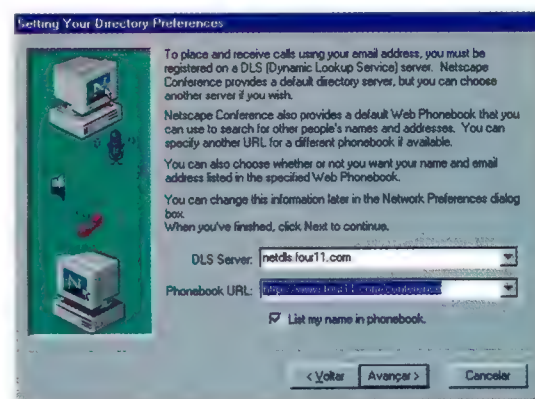 Setting Your Directory Preferences
To place and receive calls using your email address, you must be
registered on a DLS (Dynamic Lookup Service) server. Netscape
Conference provides a default directory server, but you can choose
another server if you wish.
Netscape Conference also provides a default Web Phonebook that you
can use to search for other people's names and addresses. You can
specify another URL for a different phonebook if available.
You can also choose whether or not you want your name and email
address listed in the specified Web Phonebook.
You can change this information later in the Network Preferences dialog
box.
When you've finished, click Next to continue.
DLS Server: netdls.four11.com
Phonebook URL: http://www.four11.com/conference
List my name in phonebook.
< Voltar Avançar > Cancelar
N
N